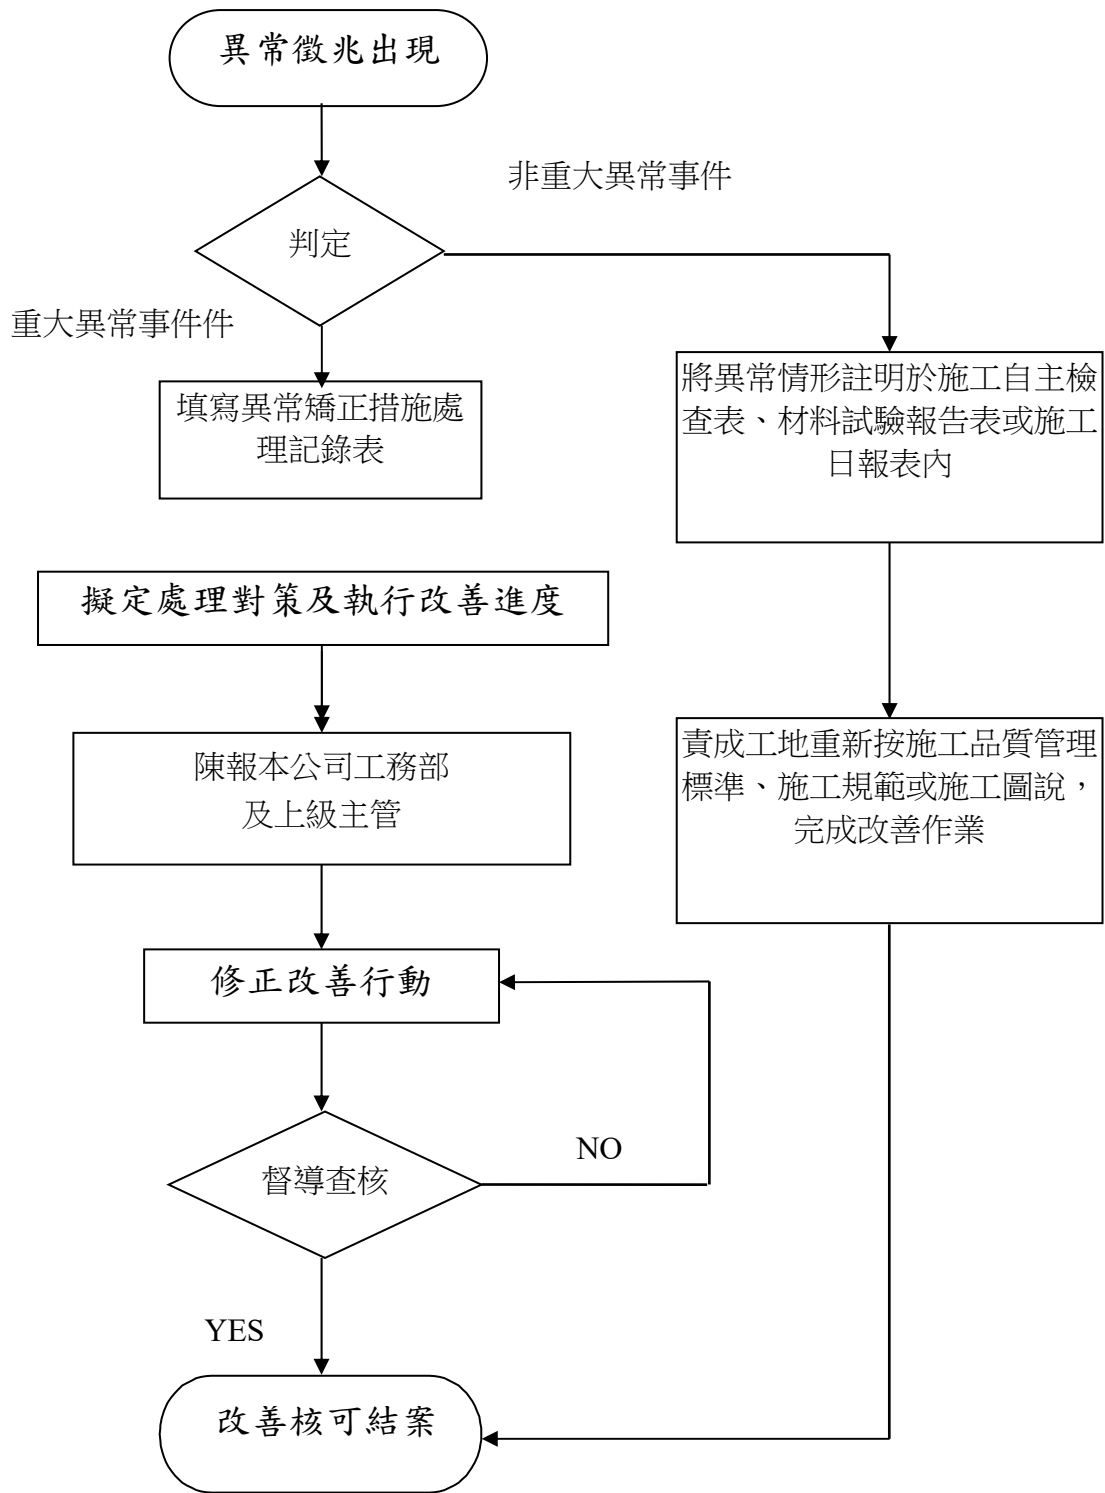 異常徵兆出現
非重大異常事件
判定
重大異常事件件
填寫異常矯正措施處
理記錄表
將異常情形註明於施工自主檢
查表、材料試驗報告表或施工
日報表內
擬定處理對策及執行改善進度
陳報本公司工務部
及上級主管
責成工地重新按施工品質管理
標準、施工規範或施工圖說，
完成改善作業
修正改善行動
NO
督導查核
YES
改善核可結案